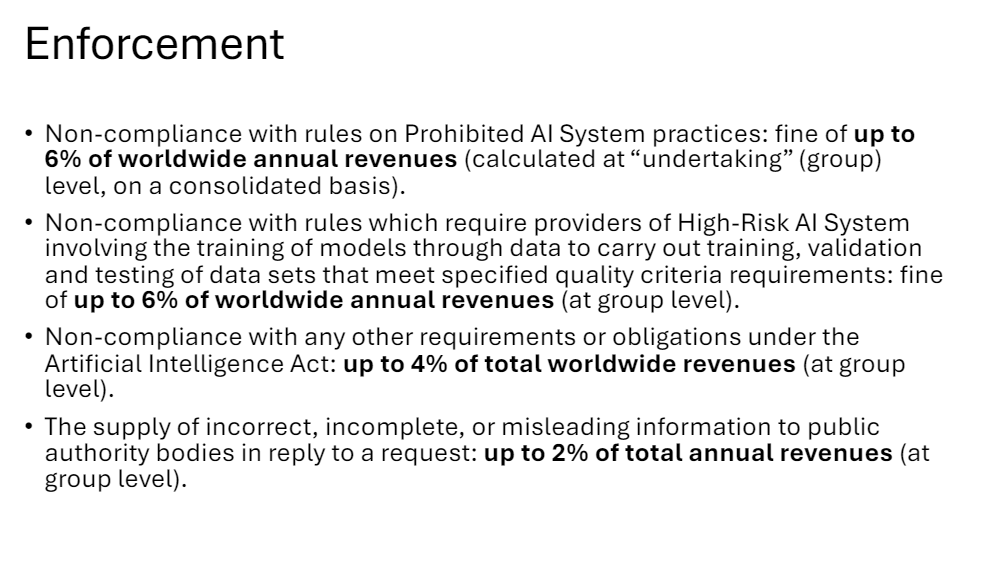 Enforcement
• Non-compliance with rules on Prohibited AI System practices: fine of up to
6% of worldwide annual revenues (calculated at “undertaking” (group)
level, on a consolidated basis).
• Non-compliance with rules which require providers of High-Risk AI System
involving the training of models through data to carry out training, validation
and testing of data sets that meet specified quality criteria requirements: fine
of up to 6% of worldwide annual revenues (at group level).
• Non-compliance with any other requirements or obligations under the
Artificial Intelligence Act: up to 4% of total worldwide revenues (at group
level).
• The supply of incorrect, incomplete, or misleading information to public
authority bodies in reply to a request: up to 2% of total annual revenues (at
group level).